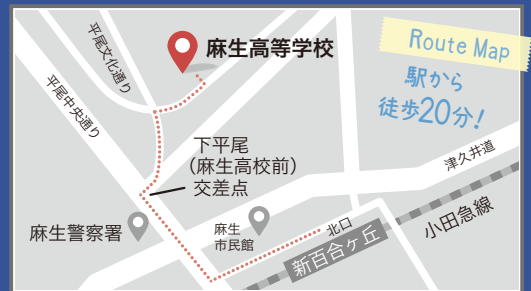 平尾文化通り
麻生高等学校
Route Map
駅から
徒歩20分!
平尾中央通り
下平尾
(麻生高校前)
交差点
津久井道
麻生警察署
麻生
市民館
北口
新百合ヶ丘
小田急線